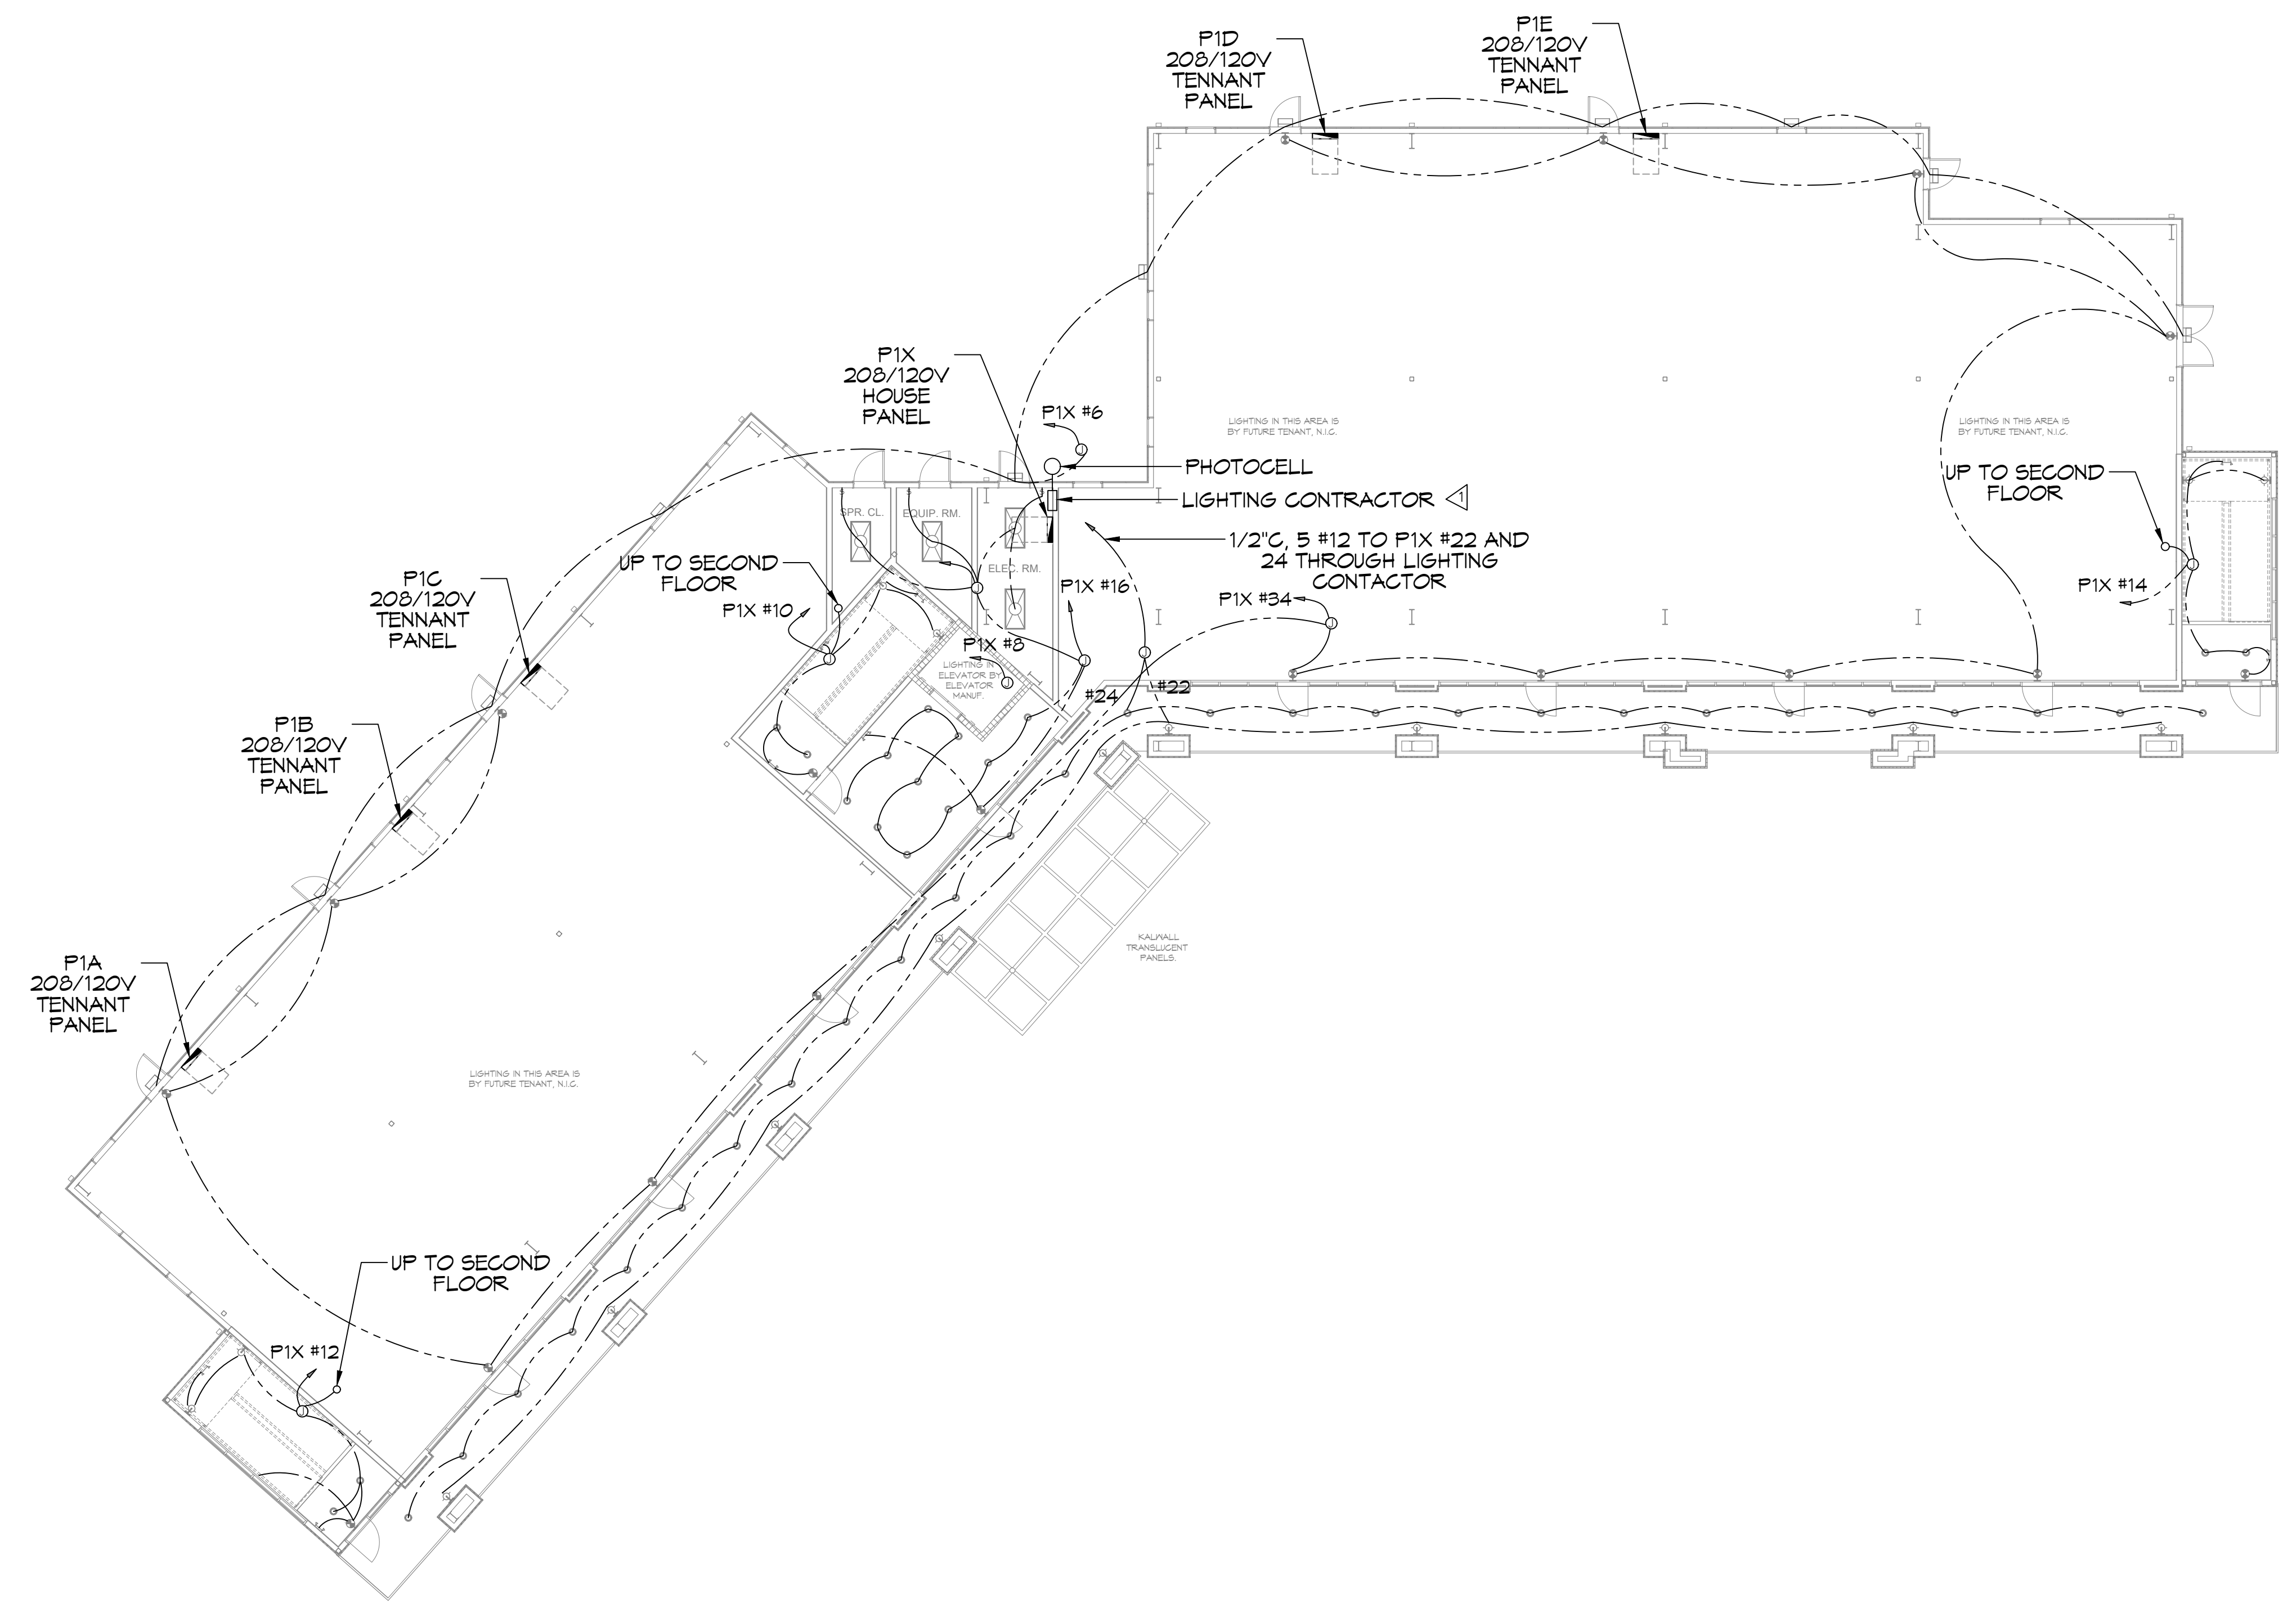 P1D
208/120V
TENNANT
PANEL
P1E
208/120V
TENNANT
PANEL
P1X
208/120V
HOUSE
PANEL
P1X #6
PHOTOCELL
LIGHTING CONTRACTOR 1
1/2"C, 5 #12 TO P1X #22 AND
24 THROUGH LIGHTING
CONTACTOR
LIGHTING IN THIS AREA IS
BY FUTURE TENANT, N.I.C.
LIGHTING IN THIS AREA IS
BY FUTURE TENANT, N.I.C.
UP TO SECOND
FLOOR
P1X #14
SPR. CL.
EQUIP. RM.
ELEC. RM.
UP TO SECOND
FLOOR
P1X #10
P1X #16
P1X #34
P1X #8
LIGHTING IN
ELEVATOR BY
ELEVATOR
MANUF.
#24
#22
P1C
208/120V
TENNANT
PANEL
P1B
208/120V
TENNANT
PANEL
P1A
208/120V
TENNANT
PANEL
KALWALL
TRANSLUCENT
PANELS.
LIGHTING IN THIS AREA IS
BY FUTURE TENANT, N.I.C.
UP TO SECOND
FLOOR
P1X #12